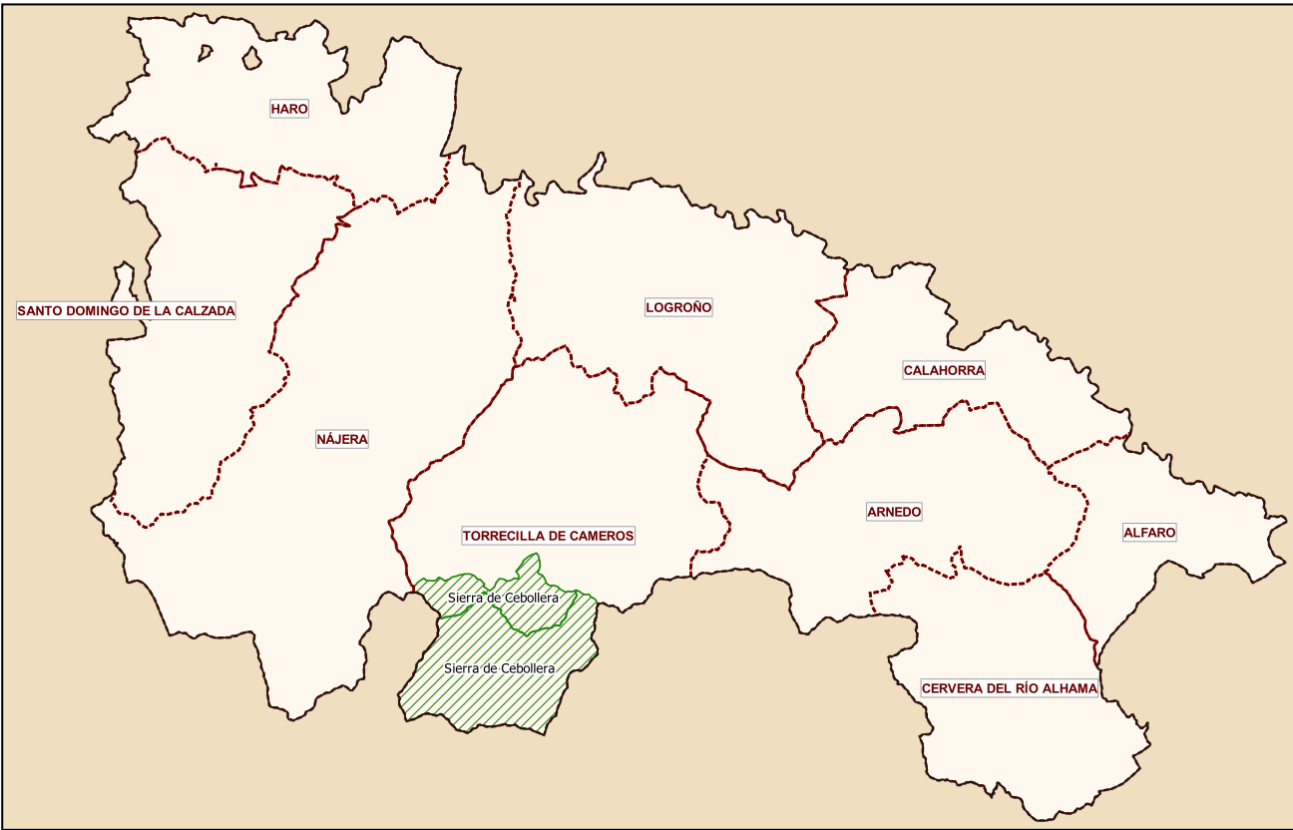 HARO
SANTO DOMINGO DE LA CALZADA
LOGROÑO
CALAHORRA
NÁJERA
ARNEDO
ALFARO
TORRECILLA DE CAMEROS
Sierra de Cebollera
Sierra de Cebollera
CERVERA DEL RÍO ALHAMA